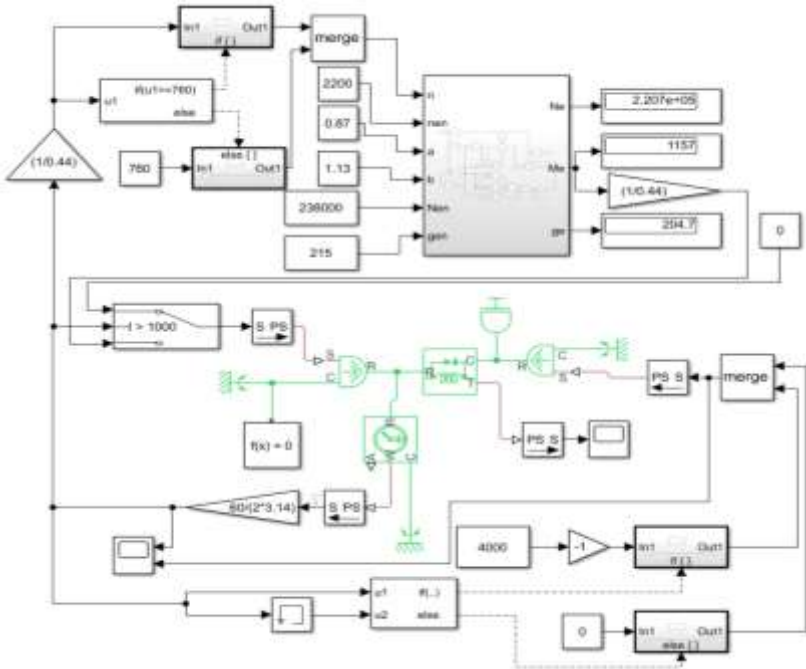 In1 Out1
if { }
merge
if(u1>=760)
u1
else
2200
0.87
1.13
238000
215
760
else { }
In1 Out1
(1/0.44)
n
nen
a
b
Nen
gen
Ne
Me
2.207e+05
1157
(1/0.44)
204.7
0
> 1000
S PS
S
R
C
R C
200
T
R
C
S
PS S
merge
f(x) = 0
A
W
C
PS S
60/(2*3.14)
S PS
4000
-1
In1 Out1
if { }
u1 if(..)
u2 else
0
In1 Out1
else { }